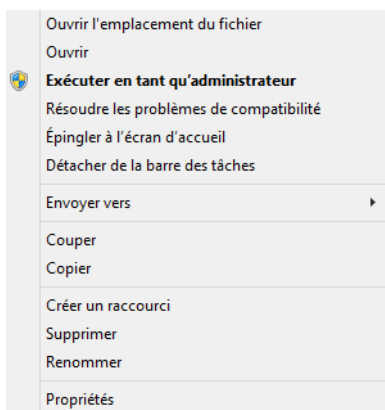 Ouvrir l'emplacement du fichier
Ouvrir
Exécuter en tant qu'administrateur
Résoudre les problèmes de compatibilité
Épingler à l'écran d'accueil
Détacher de la barre des tâches
Envoyer vers
Couper
Copier
Créer un raccourci
Supprimer
Renommer
Propriétés